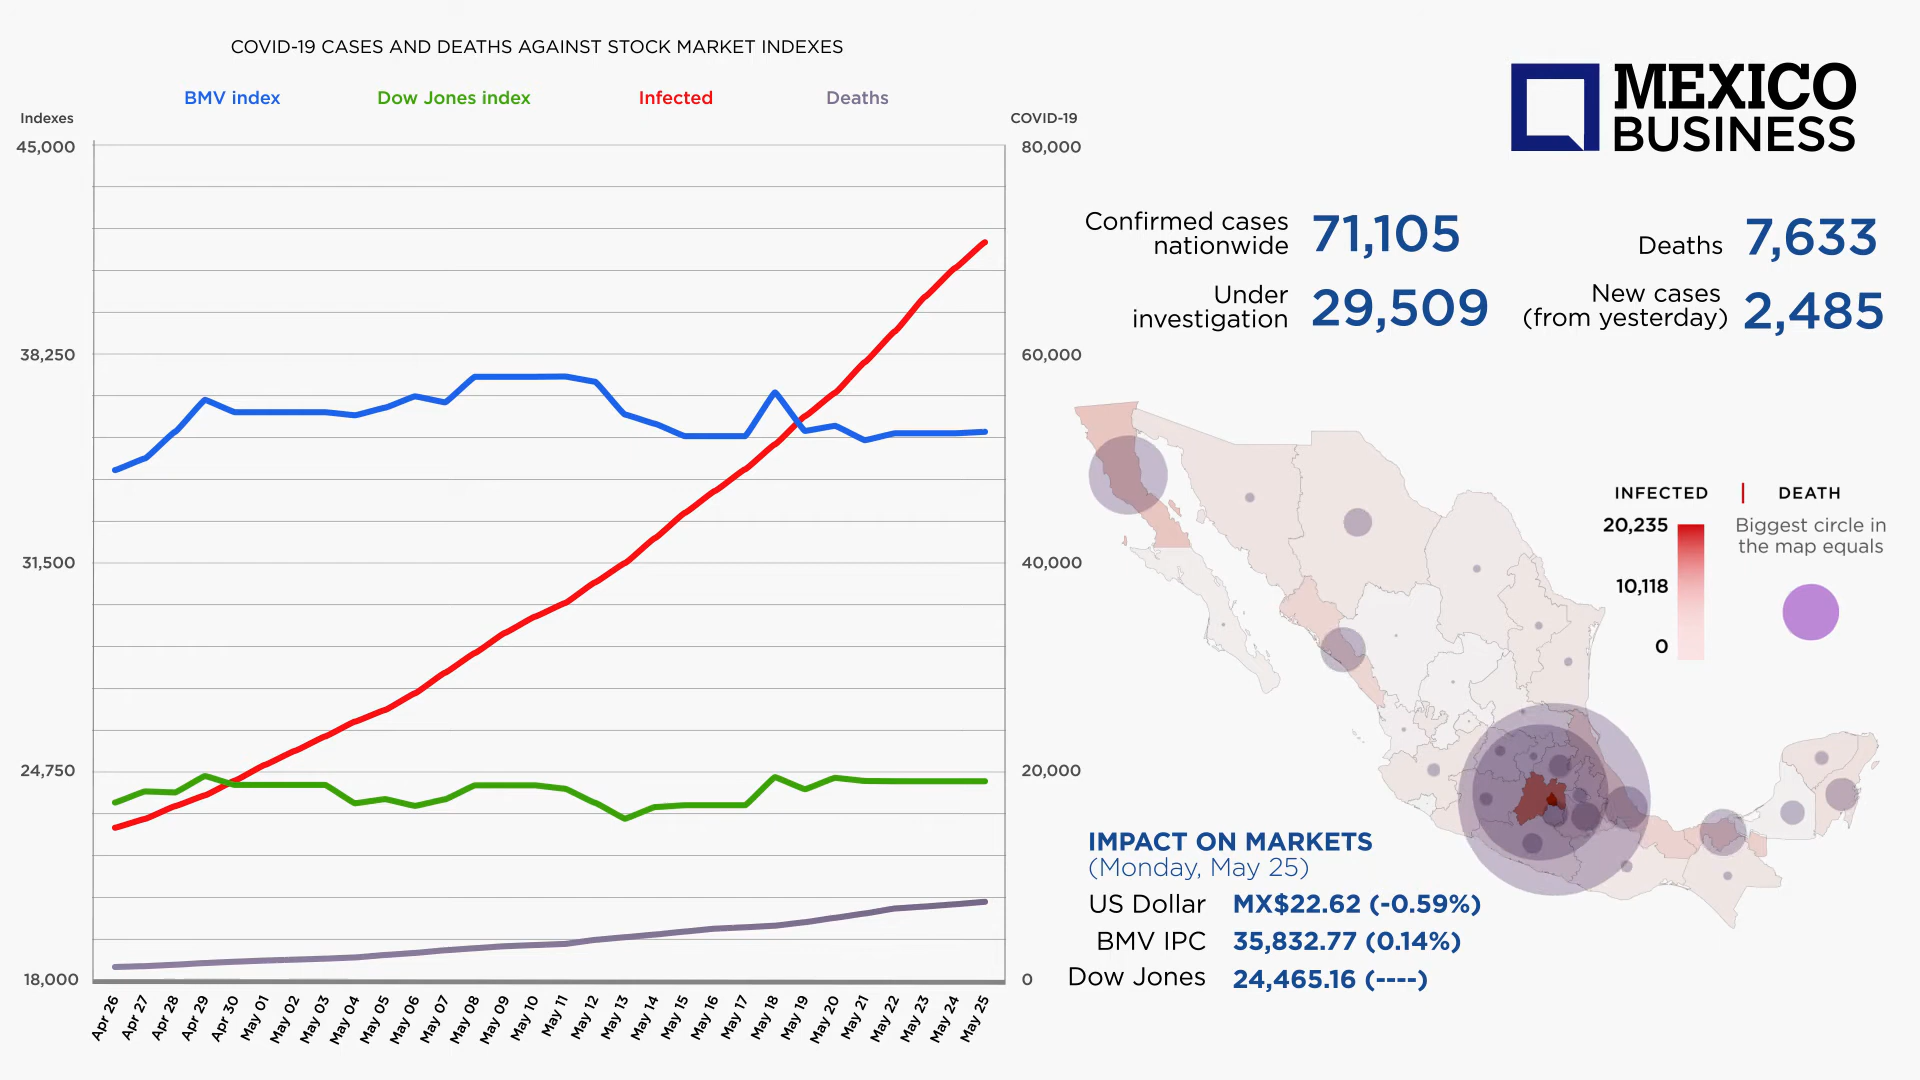 COVID-19 CASES AND DEATHS AGAINST STOCK MARKET INDEXES
BMV index Dow Jones index Infected Deaths
Indexes
COVID-19
45,000
38,250
31,500
24,750
18,000
80,000
60,000
40,000
20,000
0
Apr 26
Apr 27
Apr 28
Apr 29
Apr 30
May 01
May 02
May 03
May 04
May 05
May 06
May 07
May 08
May 09
May 10
May 11
May 12
May 13
May 14
May 15
May 16
May 17
May 18
May 19
May 20
May 21
May 22
May 23
May 24
May 25
MEXICO
BUSINESS
Confirmed cases
nationwide
71,105
Deaths 7,633
Under
investigation
29,509
New cases
(from yesterday)
2,485
INFECTED | DEATH
20,235
10,118
0
Biggest circle in
the map equals
IMPACT ON MARKETS
(Monday, May 25)
US Dollar MX$22.62 (-0.59%)
BMV IPC 35,832.77 (0.14%)
Dow Jones 24,465.16 (----)